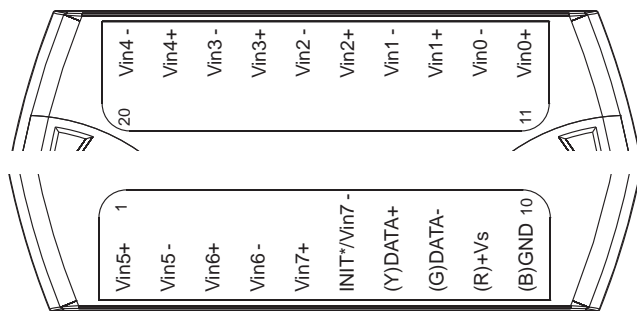 Vin4 -
Vin4+
Vin3 -
Vin3+
Vin2 -
Vin2+
Vin1 -
Vin1+
Vin0 -
Vin0+
20
11
1
10
Vin5+
Vin5 -
Vin6+
Vin6 -
Vin7+
INIT*/Vin7 -
(Y)DATA+
(G)DATA-
(R)+Vs
(B)GND